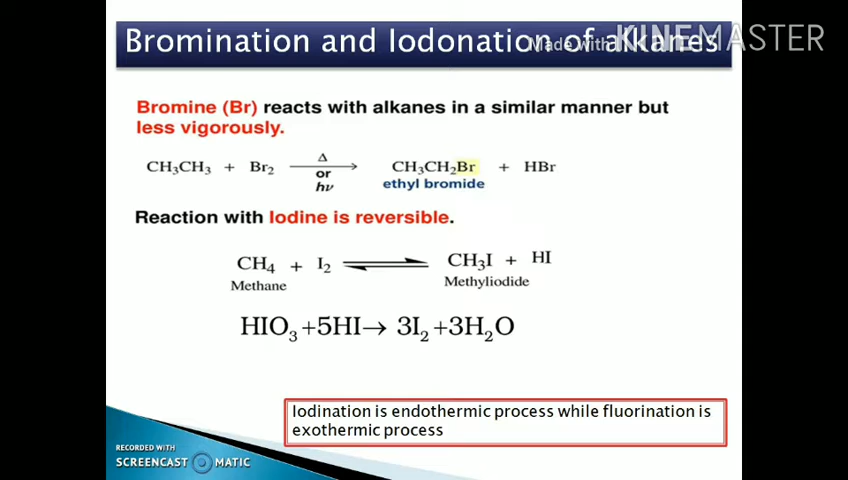 Bromination and Iodonation of alkanes
Made with KINEMASTER
Bromine (Br) reacts with alkanes in a similar manner but
less vigorously.
CH₃CH₃ + Br₂ Δ or hν → CH₃CH₂Br + HBr
ethyl bromide
Reaction with Iodine is reversible.
CH₄ + I₂ ⇌ CH₃I + HI
Methane Methyliodide
HIO₃+5HI→ 3I₂+3H₂O
Iodination is endothermic process while fluorination is
exothermic process
RECORDED WITH
SCREENCAST MATIC